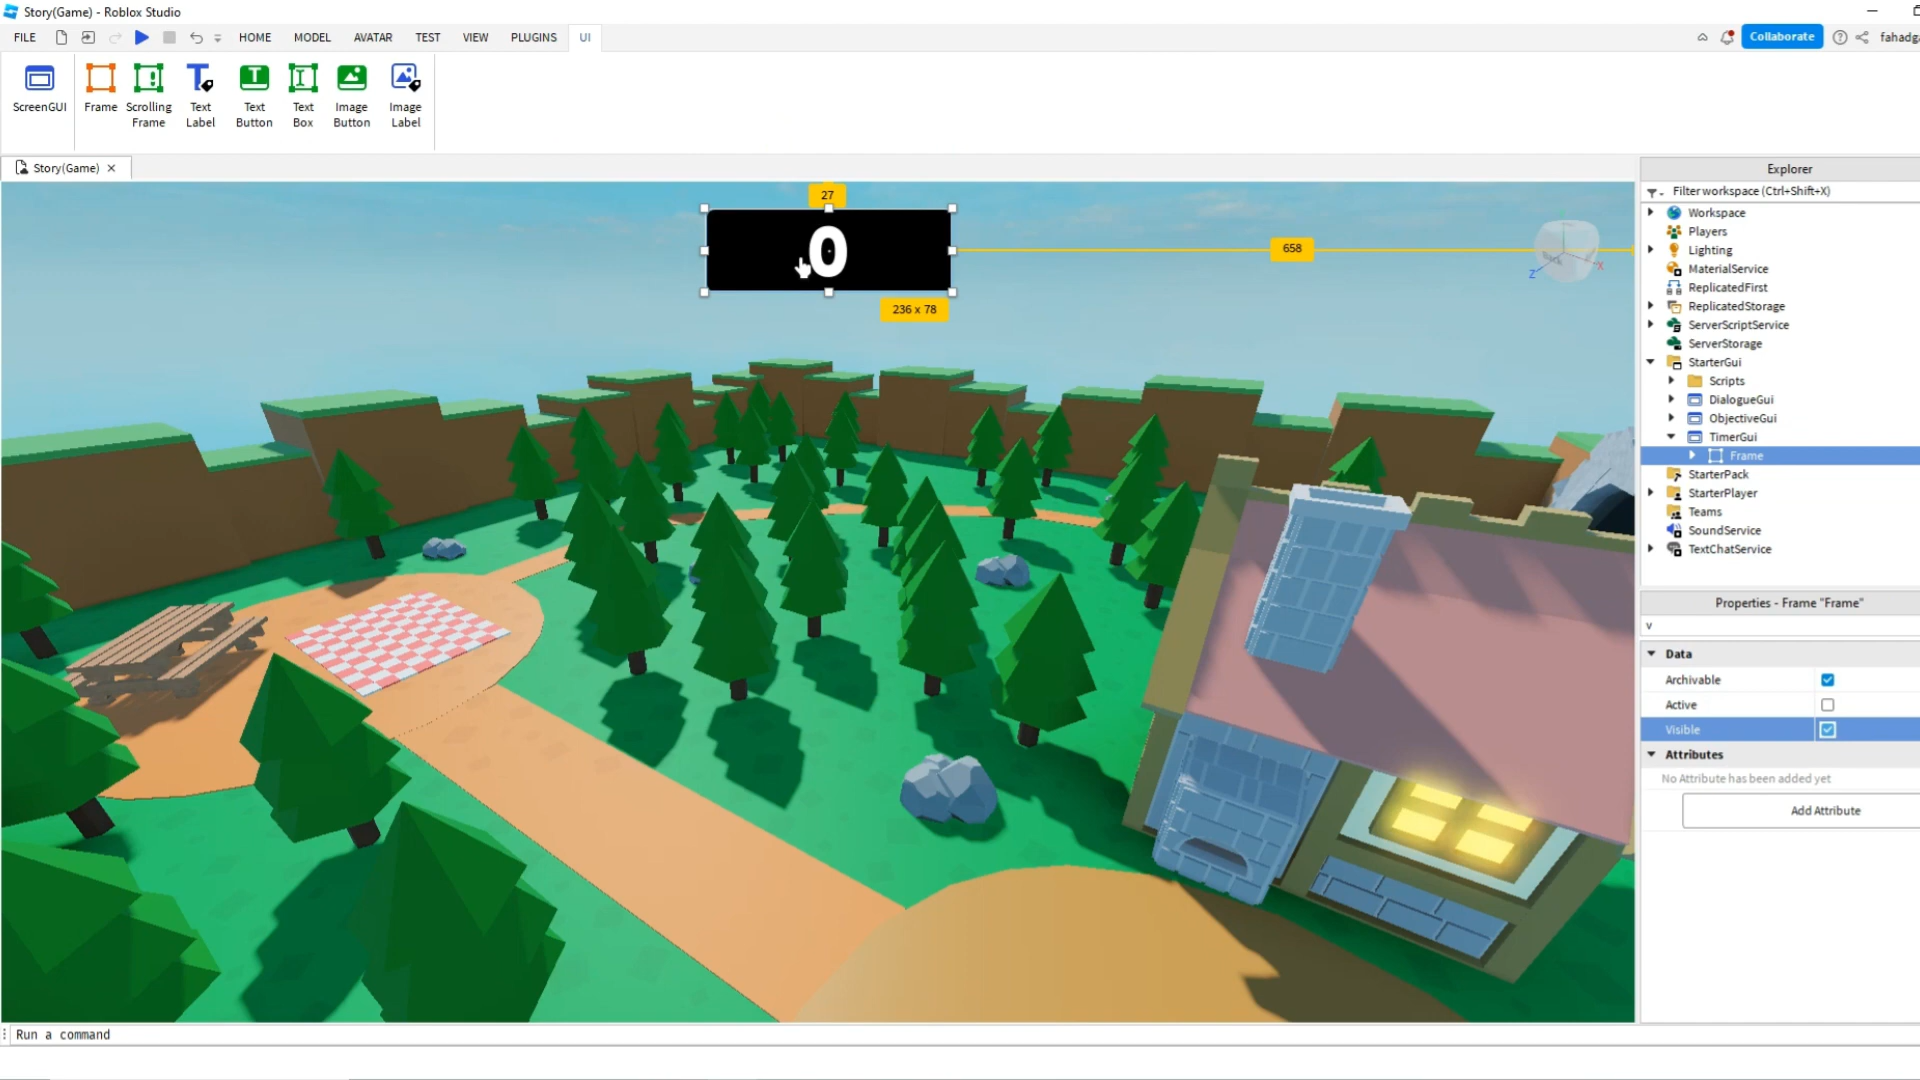 Story(Game) - Roblox Studio
FILE HOME MODEL AVATAR TEST VIEW PLUGINS UI
Collaborate
ScreenGUI
Frame
Scrolling
Frame
Text
Label
Text
Button
Text
Box
Image
Button
Image
Label
Story(Game)
27
0
658
236 x 78
Back
Z
X
Explorer
Filter workspace (Ctrl+Shift+X)
Workspace
Players
Lighting
MaterialService
ReplicatedFirst
ReplicatedStorage
ServerScriptService
ServerStorage
StarterGui
Scripts
DialogueGui
ObjectiveGui
TimerGui
Frame
StarterPack
StarterPlayer
Teams
SoundService
TextChatService
Properties - Frame "Frame"
v
Data
Archivable
Active
Visible
Attributes
No Attribute has been added yet
Add Attribute
Run a command